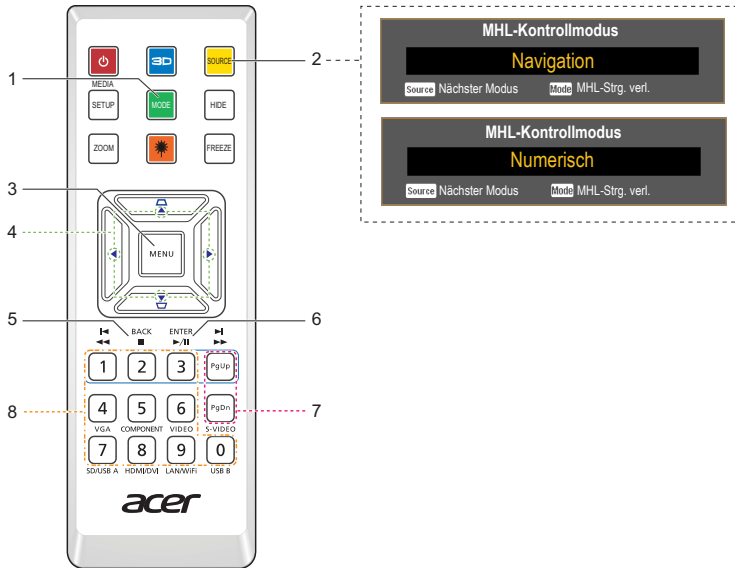 MHL-Kontrollmodus
Navigation
Source Nächster Modus Mode MHL-Strg. verl.
MHL-Kontrollmodus
Numerisch
Source Nächster Modus Mode MHL-Strg. verl.
3D SOURCE 2
1 MEDIA
SETUP MODE HIDE
ZOOM FREEZE
3
4
MENU
5 BACK ENTER 6
1 2 3 PgUp
8 4 5 6 PgDn 7
VGA COMPONENT VIDEO S-VIDEO
7 8 9 0
SD/USB A HDMI/DVI LAN/WiFi USB B
acer